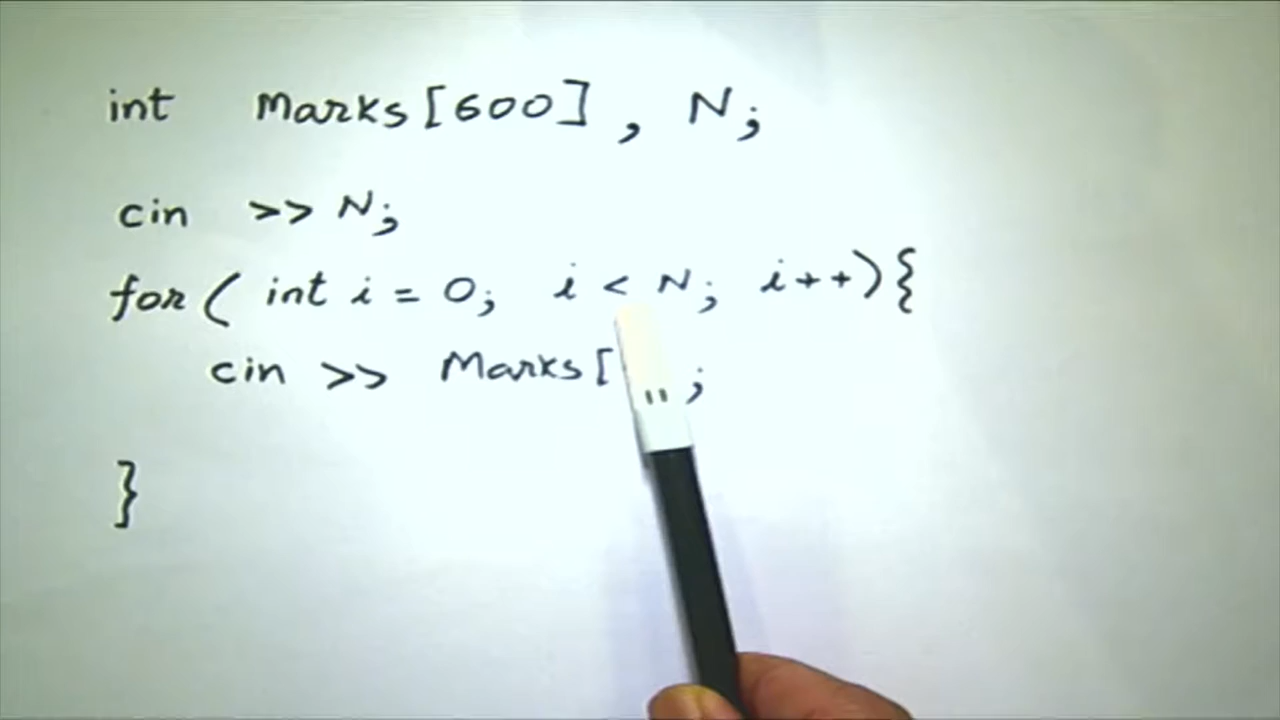 int Marks[600], N;
cin >> N;
for( int i = 0; i < N; i++){
cin >> Marks[ ;
}